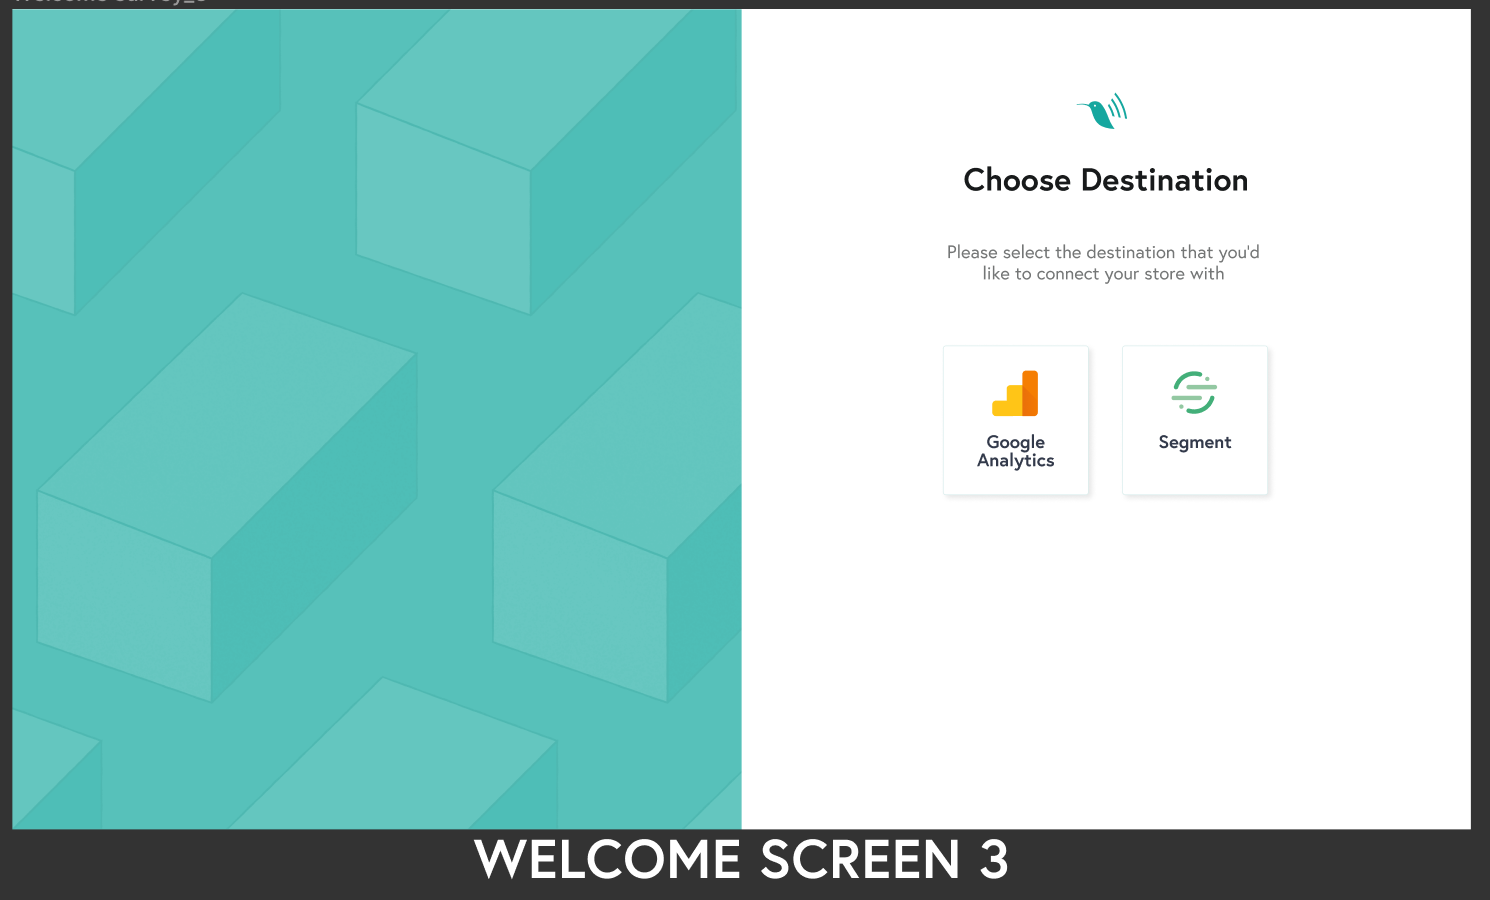 Choose Destination
Please select the destination that you'd
like to connect your store with
Google
Analytics
Segment
WELCOME SCREEN 3